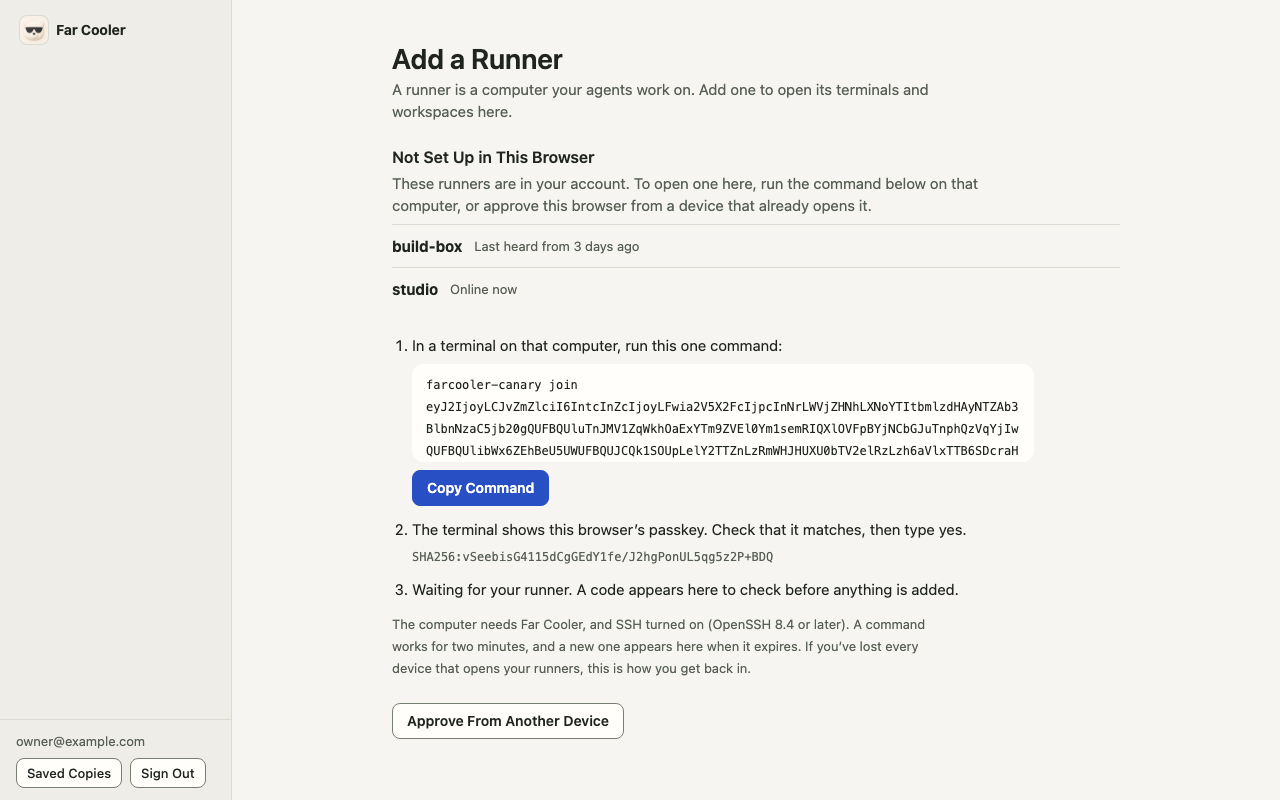 Far Cooler
Add a Runner
A runner is a computer your agents work on. Add one to open its terminals and
workspaces here.
Not Set Up in This Browser
These runners are in your account. To open one here, run the command below on that
computer, or approve this browser from a device that already opens it.
build-box Last heard from 3 days ago
studio Online now
1. In a terminal on that computer, run this one command:
farcooler-canary join
eyJ2IjoyLCJvZmZlciI6IntcInZcIjoyLFwia2V5X2FcIjpcInNrLWVjZHNhLXNoYTItbmlzdHAyNTZAb3
BlbnNzaC5jb20gQUFBQUluTnJMV1ZqWkhOaExYTm9ZVEl0Ym1semRIQXlOVFpBYjNCbGJuTnphQzVqYjIw
QUFBQUlibWx6ZEhBeU5UWUFBQUJCQk1SOUpLelY2TTZnLzRmWHJHUXU0bTV2elRzLzh6aVlxTTB6SDcraH
Copy Command
2. The terminal shows this browser’s passkey. Check that it matches, then type yes.
SHA256:vSeebisG4115dCgGEdY1fe/J2hgPonUL5qg5z2P+BDQ
3. Waiting for your runner. A code appears here to check before anything is added.
The computer needs Far Cooler, and SSH turned on (OpenSSH 8.4 or later). A command
works for two minutes, and a new one appears here when it expires. If you’ve lost every
device that opens your runners, this is how you get back in.
Approve From Another Device
owner@example.com
Saved Copies Sign Out